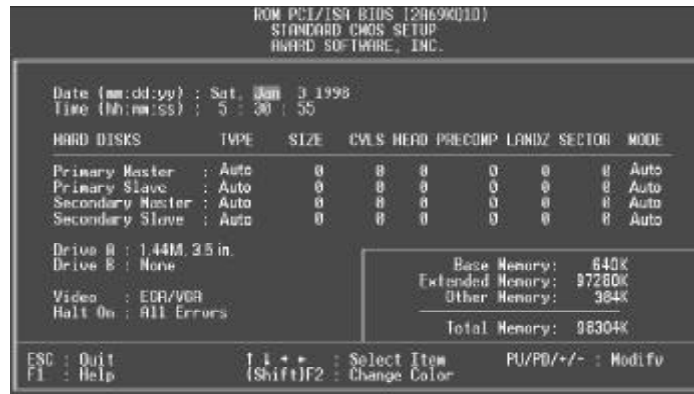 ROM PCI/ISA BIOS (2A69KQ1D)
STANDARD CMOS SETUP
AWARD SOFTWARE, INC.
Date (mm:dd:yy) : Sat, Jan 3 1998
Time (hh:mm:ss) : 5 : 30 : 55
HARD DISKS TYPE SIZE CYLS HEAD PRECOMP LANDZ SECTOR MODE
Primary Master : Auto 0 0 0 0 0 0 Auto
Primary Slave : Auto 0 0 0 0 0 0 Auto
Secondary Master : Auto 0 0 0 0 0 0 Auto
Secondary Slave : Auto 0 0 0 0 0 0 Auto
Drive A : 1.44M, 3.5 in.
Drive B : None
Video : EGA/VGA
Halt On : All Errors
Base Memory: 640K
Extended Memory: 97280K
Other Memory: 384K
Total Memory: 98304K
ESC : Quit ↑ ↓ → ← : Select Item PU/PD/+/- : Modify
F1 : Help (Shift)F2 : Change Color